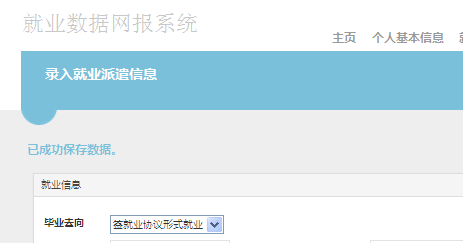 就业数据网报系统
主页 个人基本信息
录入就业派遣信息
已成功保存数据。
就业信息
毕业去向 签就业协议形式就业